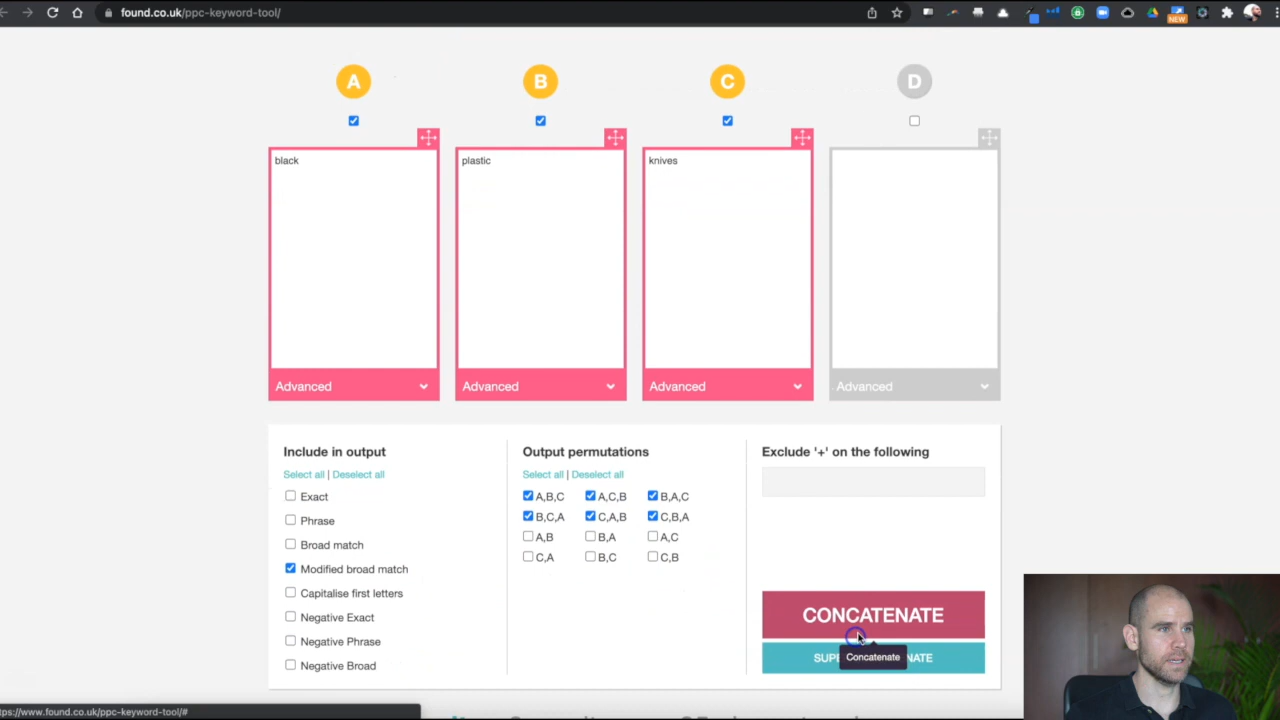 found.co.uk/ppc-keyword-tool/
NEW
A
B
C
D
black
plastic
knives
Advanced
Advanced
Advanced
Advanced
Include in output
Select all | Deselect all
Exact
Phrase
Broad match
Modified broad match
Capitalise first letters
Negative Exact
Negative Phrase
Negative Broad
Output permutations
Select all | Deselect all
A,B,C A,C,B B,A,C
B,C,A C,A,B C,B,A
A,B B,A A,C
C,A B,C C,B
Exclude '+' on the following
CONCATENATE
Concatenate
ttps://www.found.co.uk/ppc-keyword-tool/#